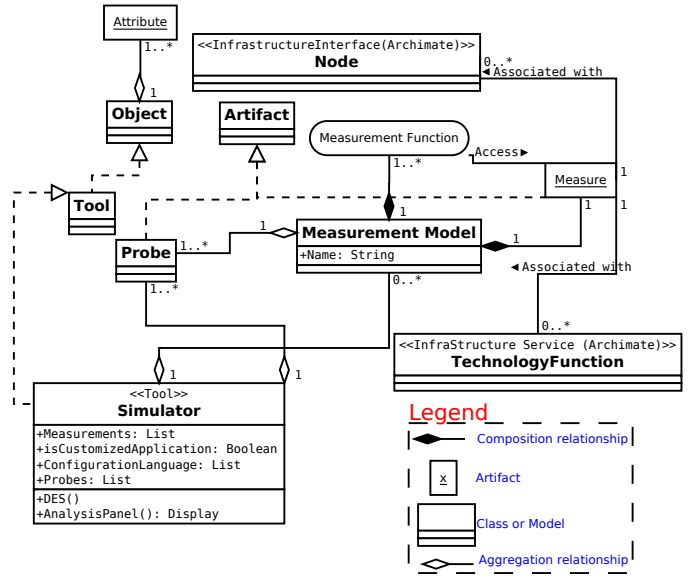 Attribute
1..*
1
Object
Artifact
<<InfrastructureInterface(Archimate)>>
Node
0..*
◄ Associated with
Measurement Function
1..*
Access ►
Measure
1
1
1
Tool
Probe
1..*
1
1
Measurement Model
+Name: String
1
0..*
◄ Associated with
0..*
1..*
<<InfraStructure Service (Archimate)>>
TechnologyFunction
1
1
<<Tool>>
Simulator
+Measurements: List
+isCustomizedApplication: Boolean
+ConfigurationLanguage: List
+Probes: List
+DES()
+AnalysisPanel(): Display
Legend
Composition relationship
x
Artifact
Class or Model
Aggregation relationship